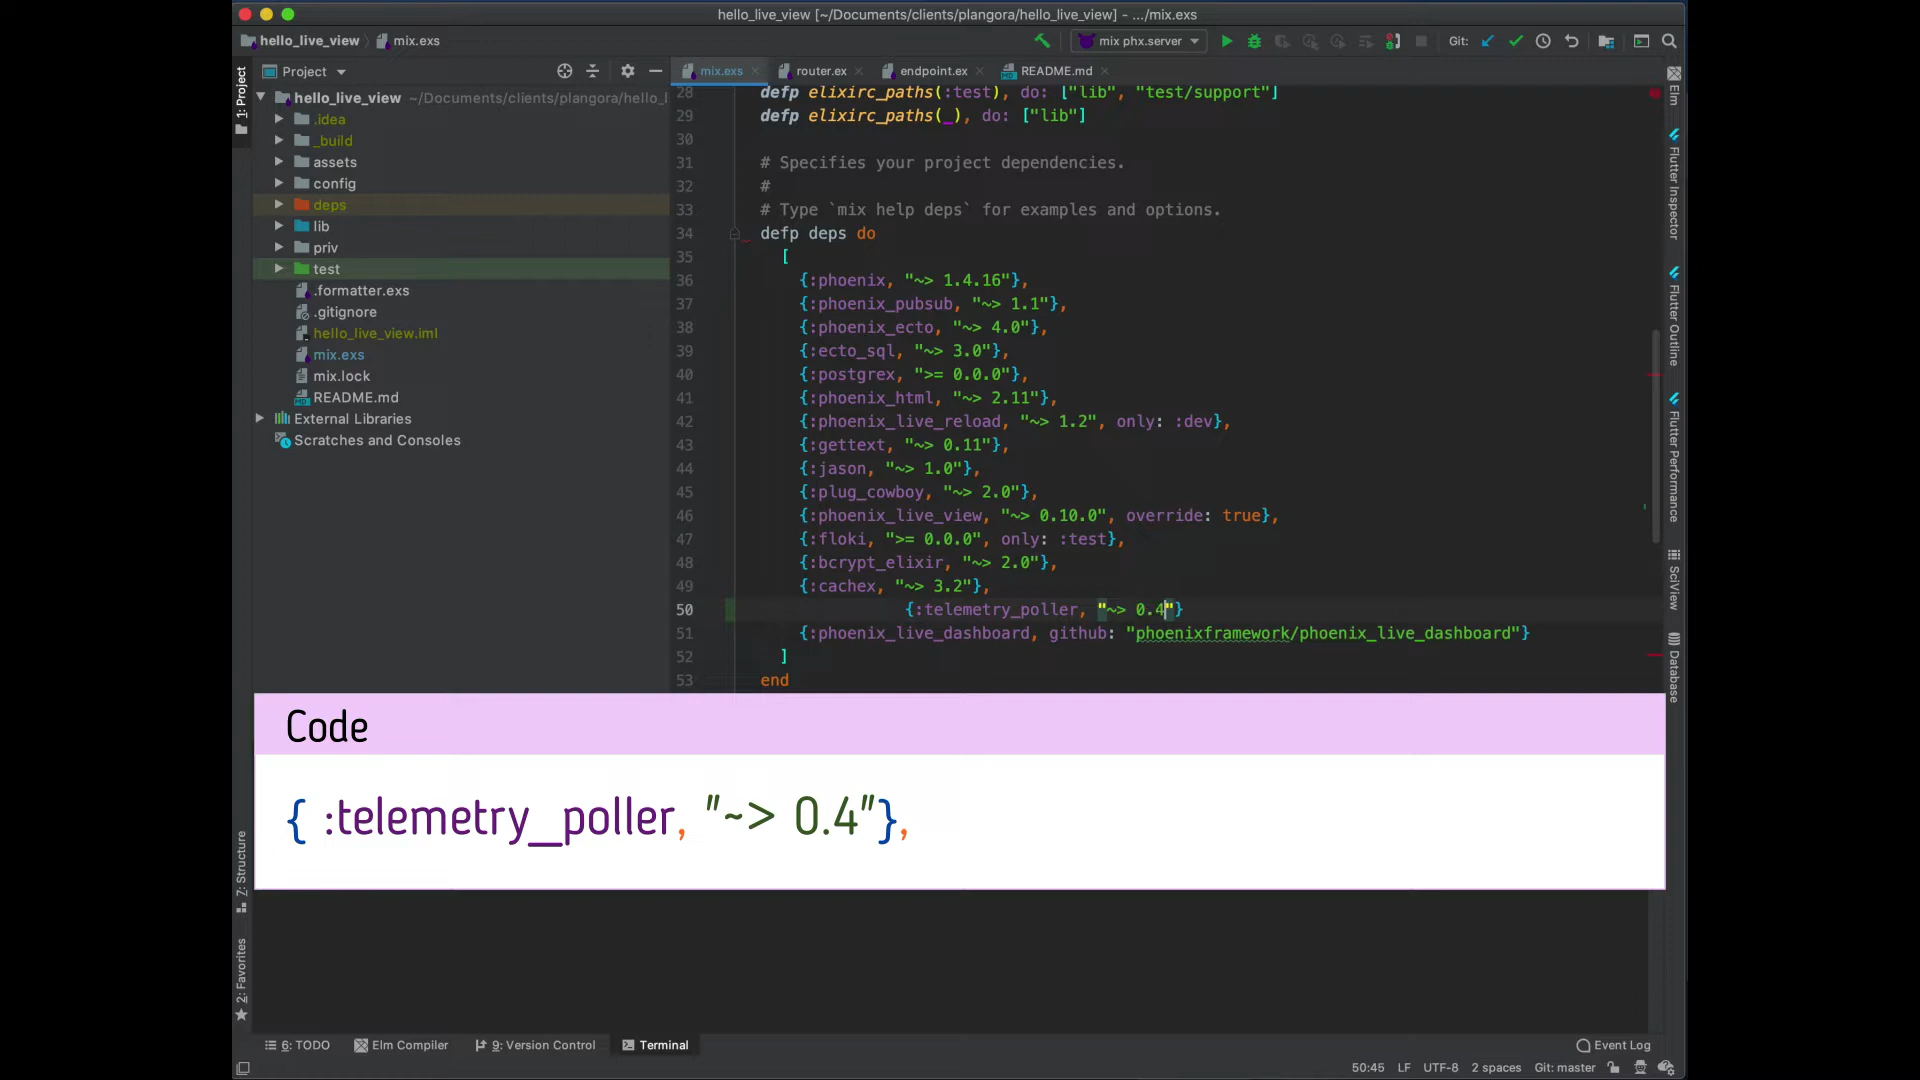 hello_live_view [~/Documents/clients/plangora/hello_live_view] - .../mix.exs
hello_live_view
mix.exs
mix phx.server
Git:
Project
mix.exs
router.ex
endpoint.ex
README.md
1: Project
hello_live_view ~/Documents/clients/plangora/hello_l
.idea
_build
assets
config
deps
lib
priv
test
.formatter.exs
.gitignore
hello_live_view.iml
mix.exs
mix.lock
README.md
External Libraries
Scratches and Consoles
28 defp elixirc_paths(:test), do: ["lib", "test/support"]
29 defp elixirc_paths(_), do: ["lib"]
30
31 # Specifies your project dependencies.
32 #
33 # Type `mix help deps` for examples and options.
34 defp deps do
35 [
36 {:phoenix, "~> 1.4.16"},
37 {:phoenix_pubsub, "~> 1.1"},
38 {:phoenix_ecto, "~> 4.0"},
39 {:ecto_sql, "~> 3.0"},
40 {:postgrex, ">= 0.0.0"},
41 {:phoenix_html, "~> 2.11"},
42 {:phoenix_live_reload, "~> 1.2", only: :dev},
43 {:gettext, "~> 0.11"},
44 {:jason, "~> 1.0"},
45 {:plug_cowboy, "~> 2.0"},
46 {:phoenix_live_view, "~> 0.10.0", override: true},
47 {:floki, ">= 0.0.0", only: :test},
48 {:bcrypt_elixir, "~> 2.0"},
49 {:cachex, "~> 3.2"},
50 {:telemetry_poller, "~> 0.4"}
51 {:phoenix_live_dashboard, github: "phoenixframework/phoenix_live_dashboard"}
52 ]
53 end
Elm
Flutter Inspector
Flutter Outline
Flutter Performance
SciView
Database
Code
{ :telemetry_poller, "~> 0.4"},
7: Structure
2: Favorites
6: TODO
Elm Compiler
9: Version Control
Terminal
Event Log
50:45 LF UTF-8 2 spaces Git: master